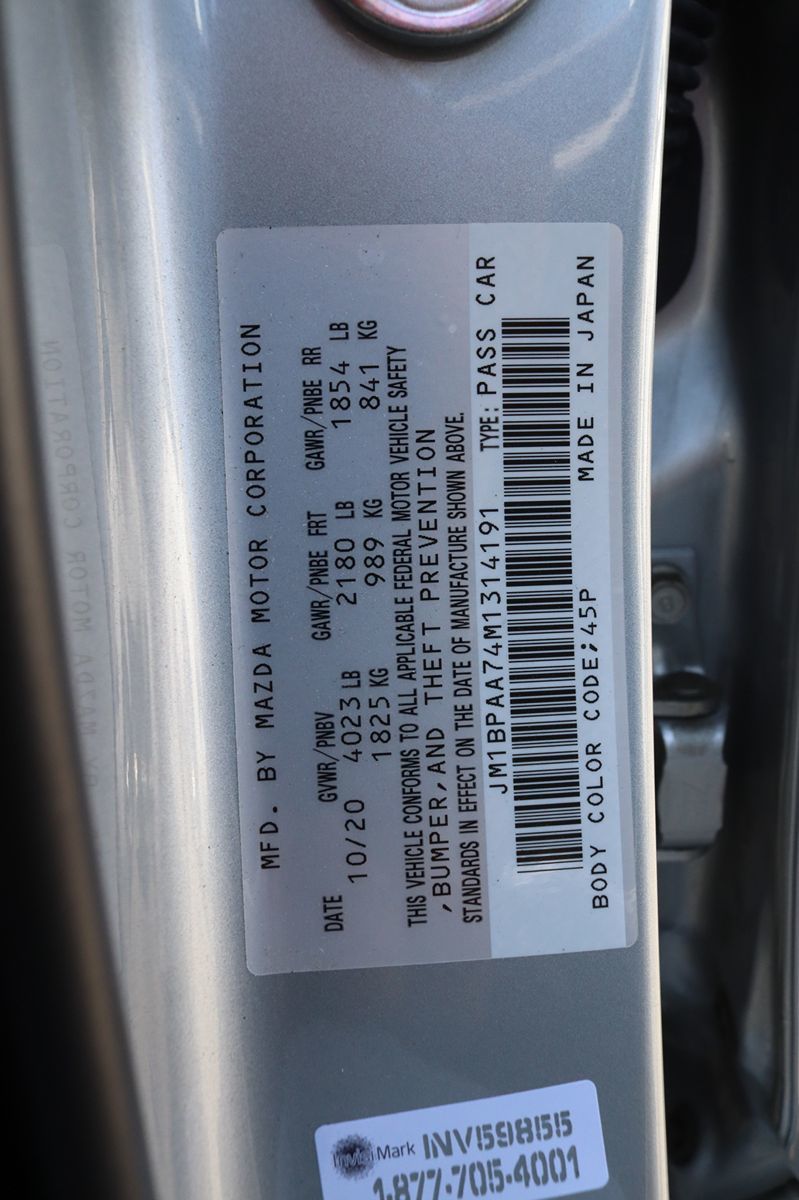 MFD. BY MAZDA MOTOR CORPORATION
DATE GVWR/PNBV GAWR/PNBE FRT GAWR/PNBE RR
10/20 4023 LB 2180 LB 1854 LB
1825 KG 989 KG 841 KG
THIS VEHICLE CONFORMS TO ALL APPLICABLE FEDERAL MOTOR VEHICLE SAFETY
,BUMPER,AND THEFT PREVENTION
STANDARDS IN EFFECT ON THE DATE OF MANUFACTURE SHOWN ABOVE.
JM1BPAA74M1314191 TYPE: PASS CAR
BODY COLOR CODE;45P MADE IN JAPAN
Mark INV59855
1-877-705-4001